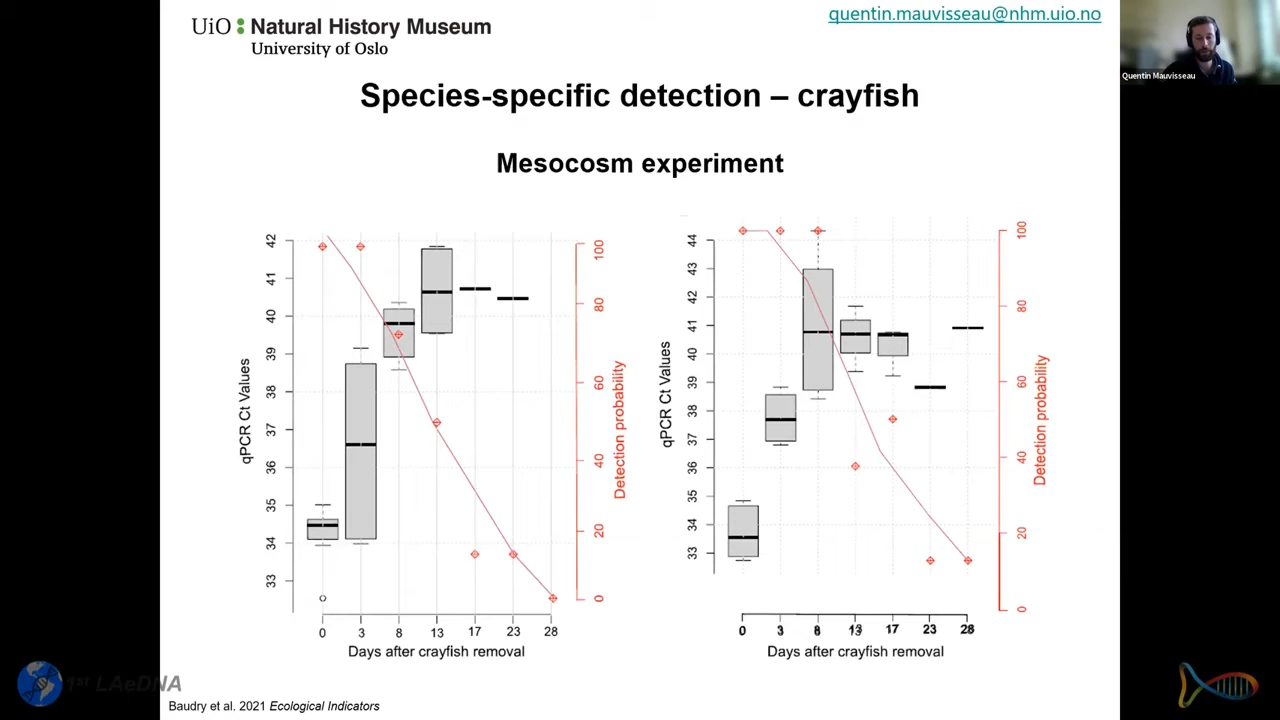 UiO : Natural History Museum
University of Oslo
quentin.mauvisseau@nhm.uio.no
Quentin Mauvisseau
Species-specific detection – crayfish
Mesocosm experiment
qPCR Ct Values
42
41
40
39
38
37
36
35
34
33
0 3 8 13 17 23 28
Days after crayfish removal
100
80
60
40
20
0
Detection probability
qPCR Ct Values
44
43
42
41
40
39
38
37
36
35
34
33
0 3 8 13 17 23 28
Days after crayfish removal
100
80
60
40
20
0
Detection probability
1st LAeDNA
Baudry et al. 2021 Ecological Indicators